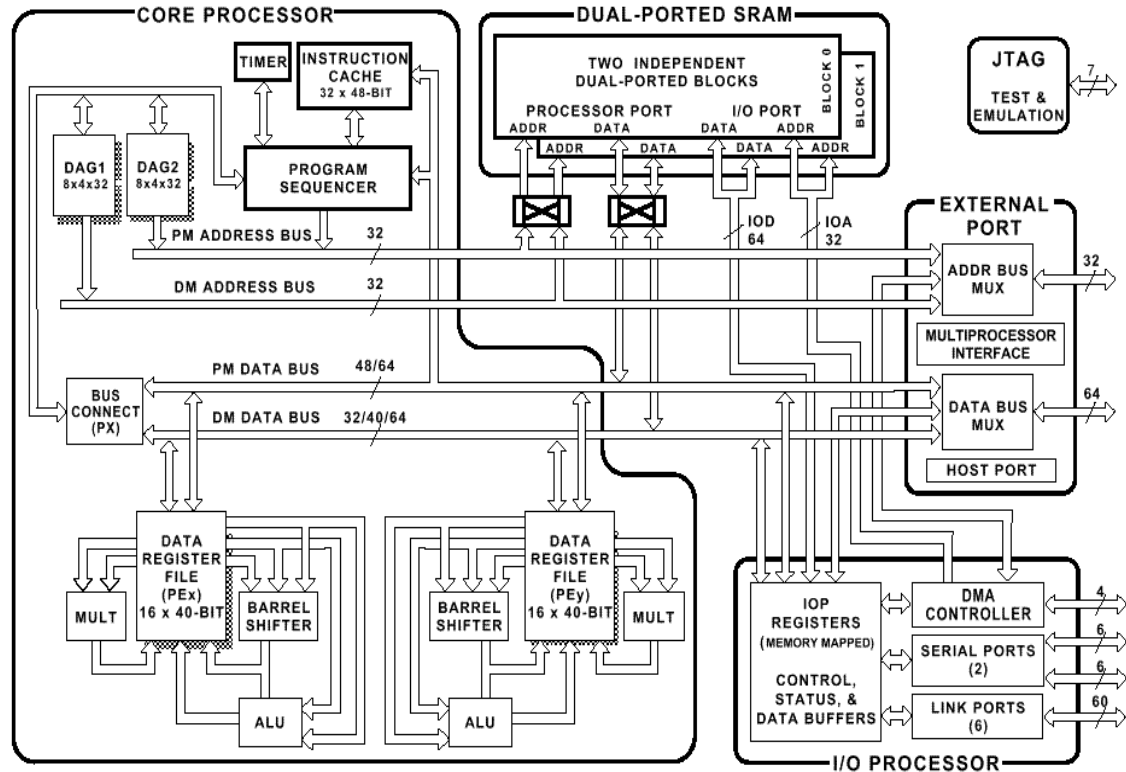 CORE PROCESSOR
TIMER
INSTRUCTION
CACHE
32 x 48-BIT
DAG1
8x4x32
DAG2
8x4x32
PROGRAM
SEQUENCER
PM ADDRESS BUS
32
DM ADDRESS BUS
32
PM DATA BUS
48/64
DM DATA BUS
32/40/64
BUS
CONNECT
(PX)
DATA
REGISTER
FILE
(PEx)
16 x 40-BIT
MULT
BARREL
SHIFTER
ALU
DATA
REGISTER
FILE
(PEy)
16 x 40-BIT
BARREL
SHIFTER
MULT
ALU
DUAL-PORTED SRAM
TWO INDEPENDENT
DUAL-PORTED BLOCKS
PROCESSOR PORT
I/O PORT
ADDR
DATA
DATA
ADDR
BLOCK 0
ADDR
DATA
DATA
ADDR
BLOCK 1
IOD
64
IOA
32
JTAG
TEST &
EMULATION
7
EXTERNAL
PORT
ADDR BUS
MUX
32
MULTIPROCESSOR
INTERFACE
DATA BUS
MUX
64
HOST PORT
IOP
REGISTERS
(MEMORY MAPPED)
CONTROL,
STATUS, &
DATA BUFFERS
DMA
CONTROLLER
4
SERIAL PORTS
(2)
6
6
LINK PORTS
(6)
60
I/O PROCESSOR